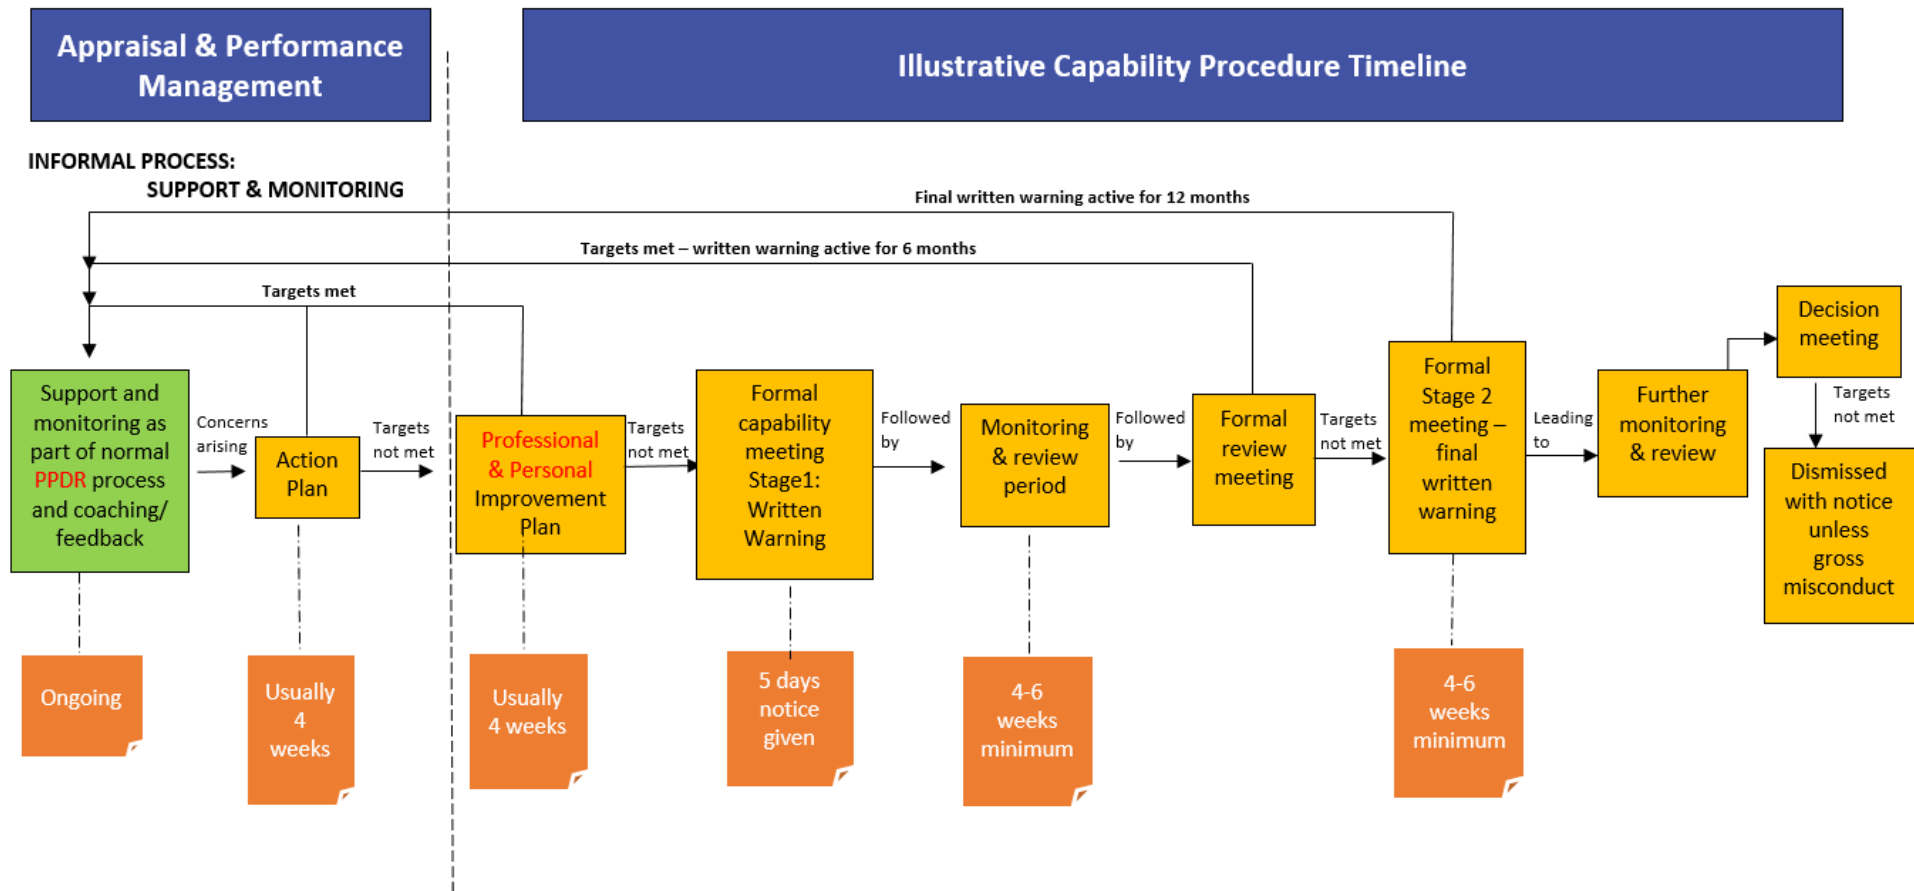 Appraisal & Performance
Management
Illustrative Capability Procedure Timeline
INFORMAL PROCESS:
SUPPORT & MONITORING
Final written warning active for 12 months
Targets met – written warning active for 6 months
Targets met
Support and
monitoring as
part of normal
PPDR process
and coaching/
feedback
Concerns
arising
Action
Plan
Targets
not met
Professional
& Personal
Improvement
Plan
Targets
not met
Formal
capability
meeting
Stage1:
Written
Warning
Followed
by
Monitoring
& review
period
Followed
by
Formal
review
meeting
Targets
not met
Formal
Stage 2
meeting –
final
written
warning
Leading
to
Further
monitoring
& review
Decision
meeting
Targets
not met
Dismissed
with notice
unless
gross
misconduct
Ongoing
Usually
4
weeks
Usually
4 weeks
5 days
notice
given
4-6
weeks
minimum
4-6
weeks
minimum